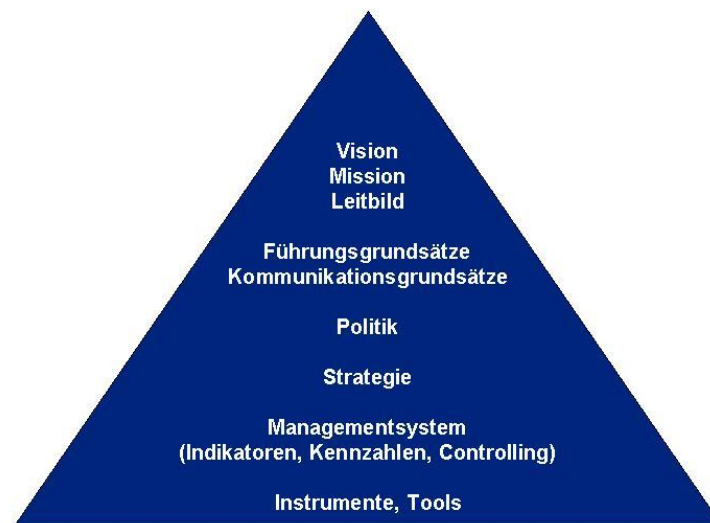 Vision
Mission
Leitbild
Führungsgrundsätze
Kommunikationsgrundsätze
Politik
Strategie
Managementsystem
(Indikatoren, Kennzahlen, Controlling)
Instrumente, Tools